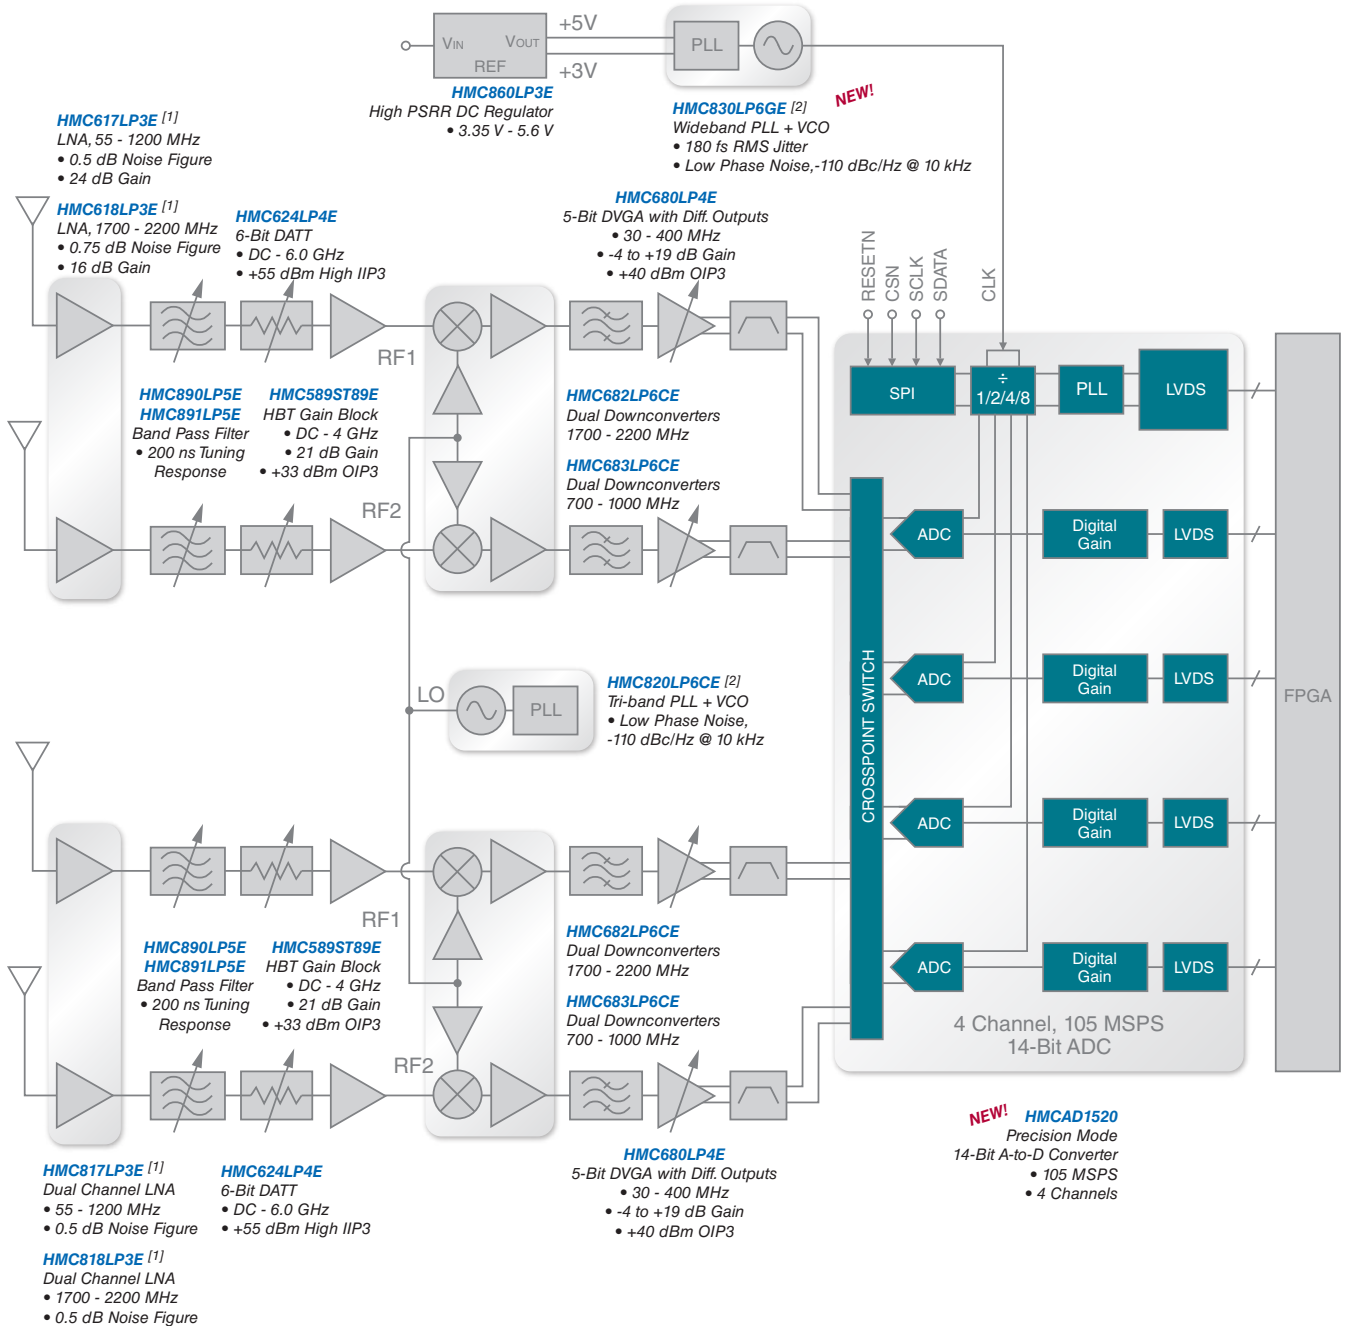 +5V
VIN VOUT
REF
+3V
PLL
HMC860LP3E
High PSRR DC Regulator
• 3.35 V - 5.6 V
NEW!
HMC830LP6GE [2]
Wideband PLL + VCO
• 180 fs RMS Jitter
• Low Phase Noise,-110 dBc/Hz @ 10 kHz
HMC617LP3E [1]
LNA, 55 - 1200 MHz
• 0.5 dB Noise Figure
• 24 dB Gain
HMC618LP3E [1]
LNA, 1700 - 2200 MHz
• 0.75 dB Noise Figure
• 16 dB Gain
HMC624LP4E
6-Bit DATT
• DC - 6.0 GHz
• +55 dBm High IIP3
HMC680LP4E
5-Bit DVGA with Diff. Outputs
• 30 - 400 MHz
• -4 to +19 dB Gain
• +40 dBm OIP3
RESETN
CSN
SCLK
SDATA
CLK
RF1
HMC890LP5E
HMC891LP5E
Band Pass Filter
• 200 ns Tuning
Response
HMC589ST89E
HBT Gain Block
• DC - 4 GHz
• 21 dB Gain
• +33 dBm OIP3
HMC682LP6CE
Dual Downconverters
1700 - 2200 MHz
HMC683LP6CE
Dual Downconverters
700 - 1000 MHz
RF2
SPI
÷
1/2/4/8
PLL
LVDS
ADC
Digital
Gain
LVDS
CROSSPOINT SWITCH
ADC
Digital
Gain
LVDS
FPGA
LO
PLL
HMC820LP6CE [2]
Tri-band PLL + VCO
• Low Phase Noise,
-110 dBc/Hz @ 10 kHz
ADC
Digital
Gain
LVDS
RF1
HMC890LP5E
HMC891LP5E
Band Pass Filter
• 200 ns Tuning
Response
HMC589ST89E
HBT Gain Block
• DC - 4 GHz
• 21 dB Gain
• +33 dBm OIP3
HMC682LP6CE
Dual Downconverters
1700 - 2200 MHz
HMC683LP6CE
Dual Downconverters
700 - 1000 MHz
RF2
ADC
Digital
Gain
LVDS
4 Channel, 105 MSPS
14-Bit ADC
NEW!
HMCAD1520
Precision Mode
14-Bit A-to-D Converter
• 105 MSPS
• 4 Channels
HMC817LP3E [1]
Dual Channel LNA
• 55 - 1200 MHz
• 0.5 dB Noise Figure
HMC818LP3E [1]
Dual Channel LNA
• 1700 - 2200 MHz
• 0.5 dB Noise Figure
HMC624LP4E
6-Bit DATT
• DC - 6.0 GHz
• +55 dBm High IIP3
HMC680LP4E
5-Bit DVGA with Diff. Outputs
• 30 - 400 MHz
• -4 to +19 dB Gain
• +40 dBm OIP3